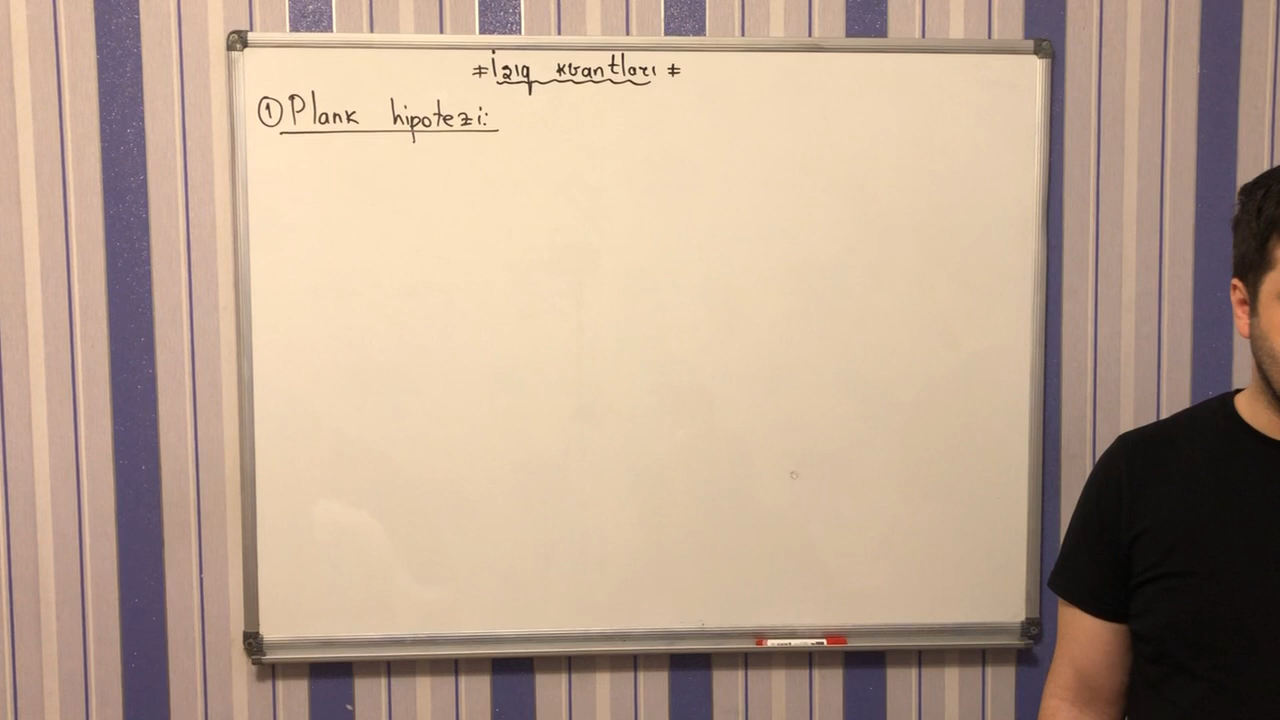 ≠ İşıq kvantları ≠
① Plank hipotezi: